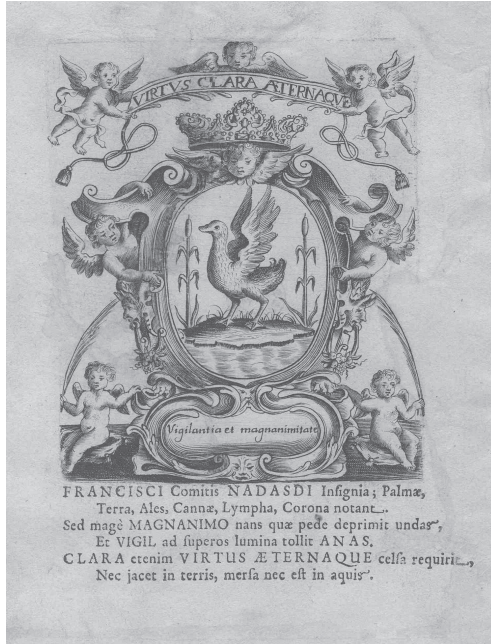 VIRTVS CLARA ÆTERNAQVE
Vigilantia et magnanimitate
FRANCISCI Comitis NADASDI Insignia; Palmæ,
Terra, Ales, Cannæ, Lympha, Corona notant.
Sed magè MAGNANIMO nans quæ pede deprimit undas,
Et VIGIL ad superos lumina tollit ANAS.
CLARA etenim VIRTUS ÆTERNAQUE celsa requirit,
Nec jacet in terris, mersa nec est in aquis.